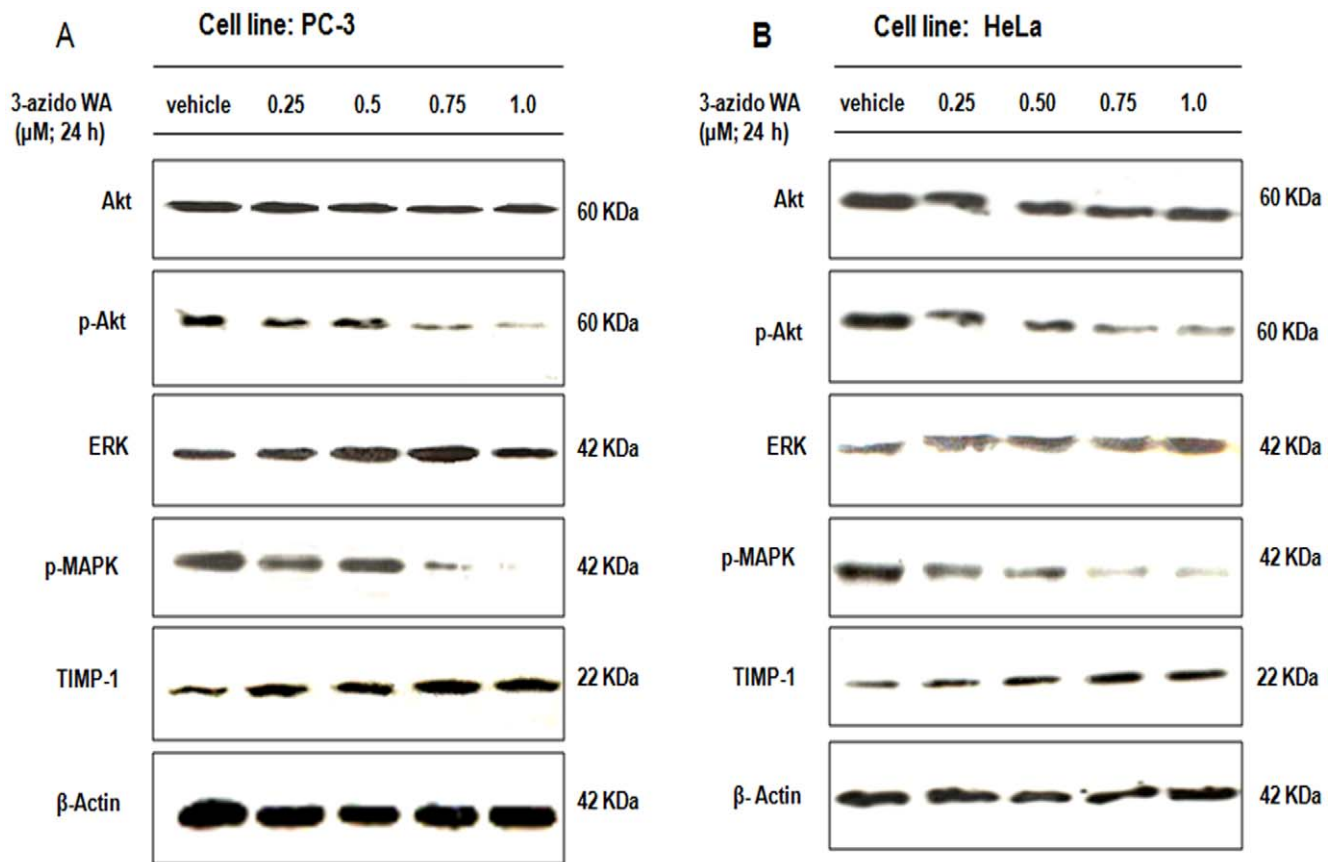 A
Cell line: PC-3
3-azido WA vehicle 0.25 0.5 0.75 1.0
(µM; 24 h)
Akt 60 KDa
p-Akt 60 KDa
ERK 42 KDa
p-MAPK 42 KDa
TIMP-1 22 KDa
β-Actin 42 KDa
B
Cell line: HeLa
3-azido WA vehicle 0.25 0.50 0.75 1.0
(µM; 24 h)
Akt 60 KDa
p-Akt 60 KDa
ERK 42 KDa
p-MAPK 42 KDa
TIMP-1 22 KDa
β- Actin 42 KDa